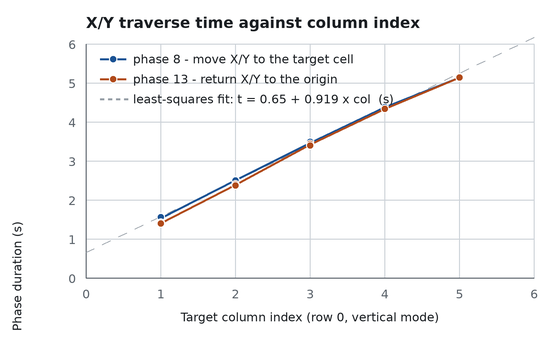 X/Y traverse time against column index
6
5
4
3
2
1
0
phase 8 - move X/Y to the target cell
phase 13 - return X/Y to the origin
least-squares fit: t = 0.65 + 0.919 x col  (s)
0 1 2 3 4 5 6
Target column index (row 0, vertical mode)
Phase duration (s)